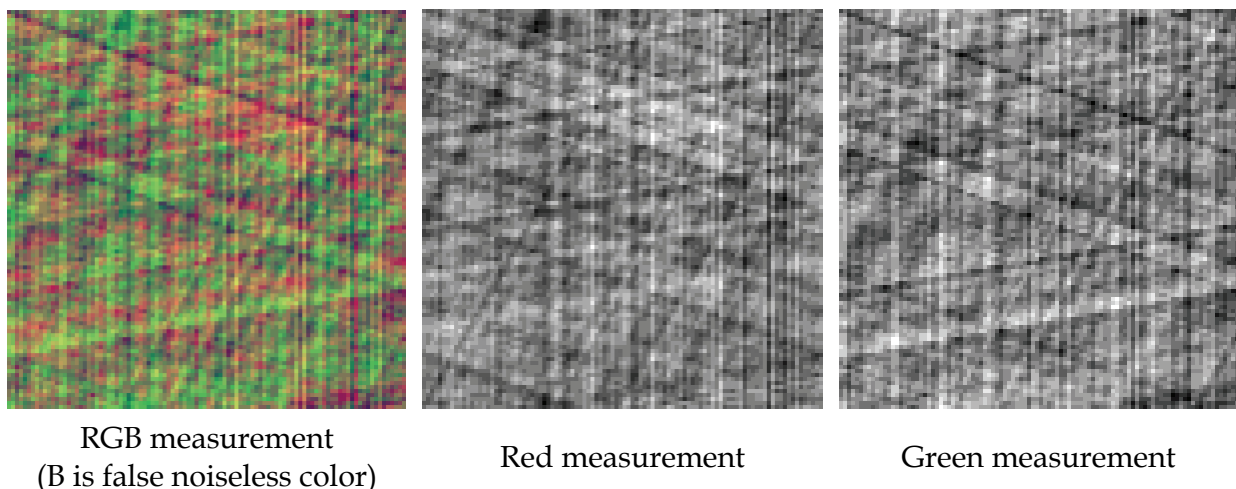 RGB measurement
(B is false noiseless color)
Red measurement
Green measurement